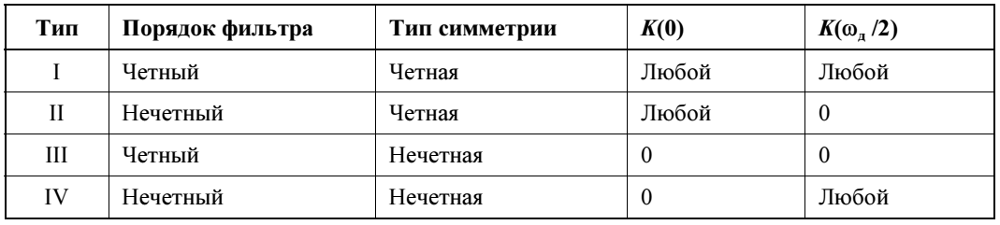 Тип Порядок фильтра Тип симметрии K(0) K(ωд /2)
I Четный Четная Любой Любой
II Нечетный Четная Любой 0
III Четный Нечетная 0 0
IV Нечетный Нечетная 0 Любой